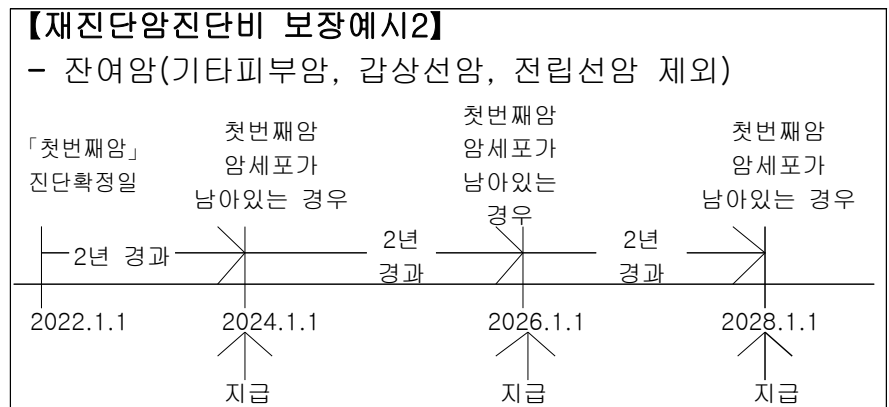 【재진단암진단비 보장예시2】
- 잔여암(기타피부암, 갑상선암, 전립선암 제외)
「첫번째암」
진단확정일
첫번째암
암세포가
남아있는 경우
첫번째암
암세포가
남아있는
경우
첫번째암
암세포가
남아있는 경우
2년 경과
2년
경과
2년
경과
2022.1.1
2024.1.1
2026.1.1
2028.1.1
지급
지급
지급